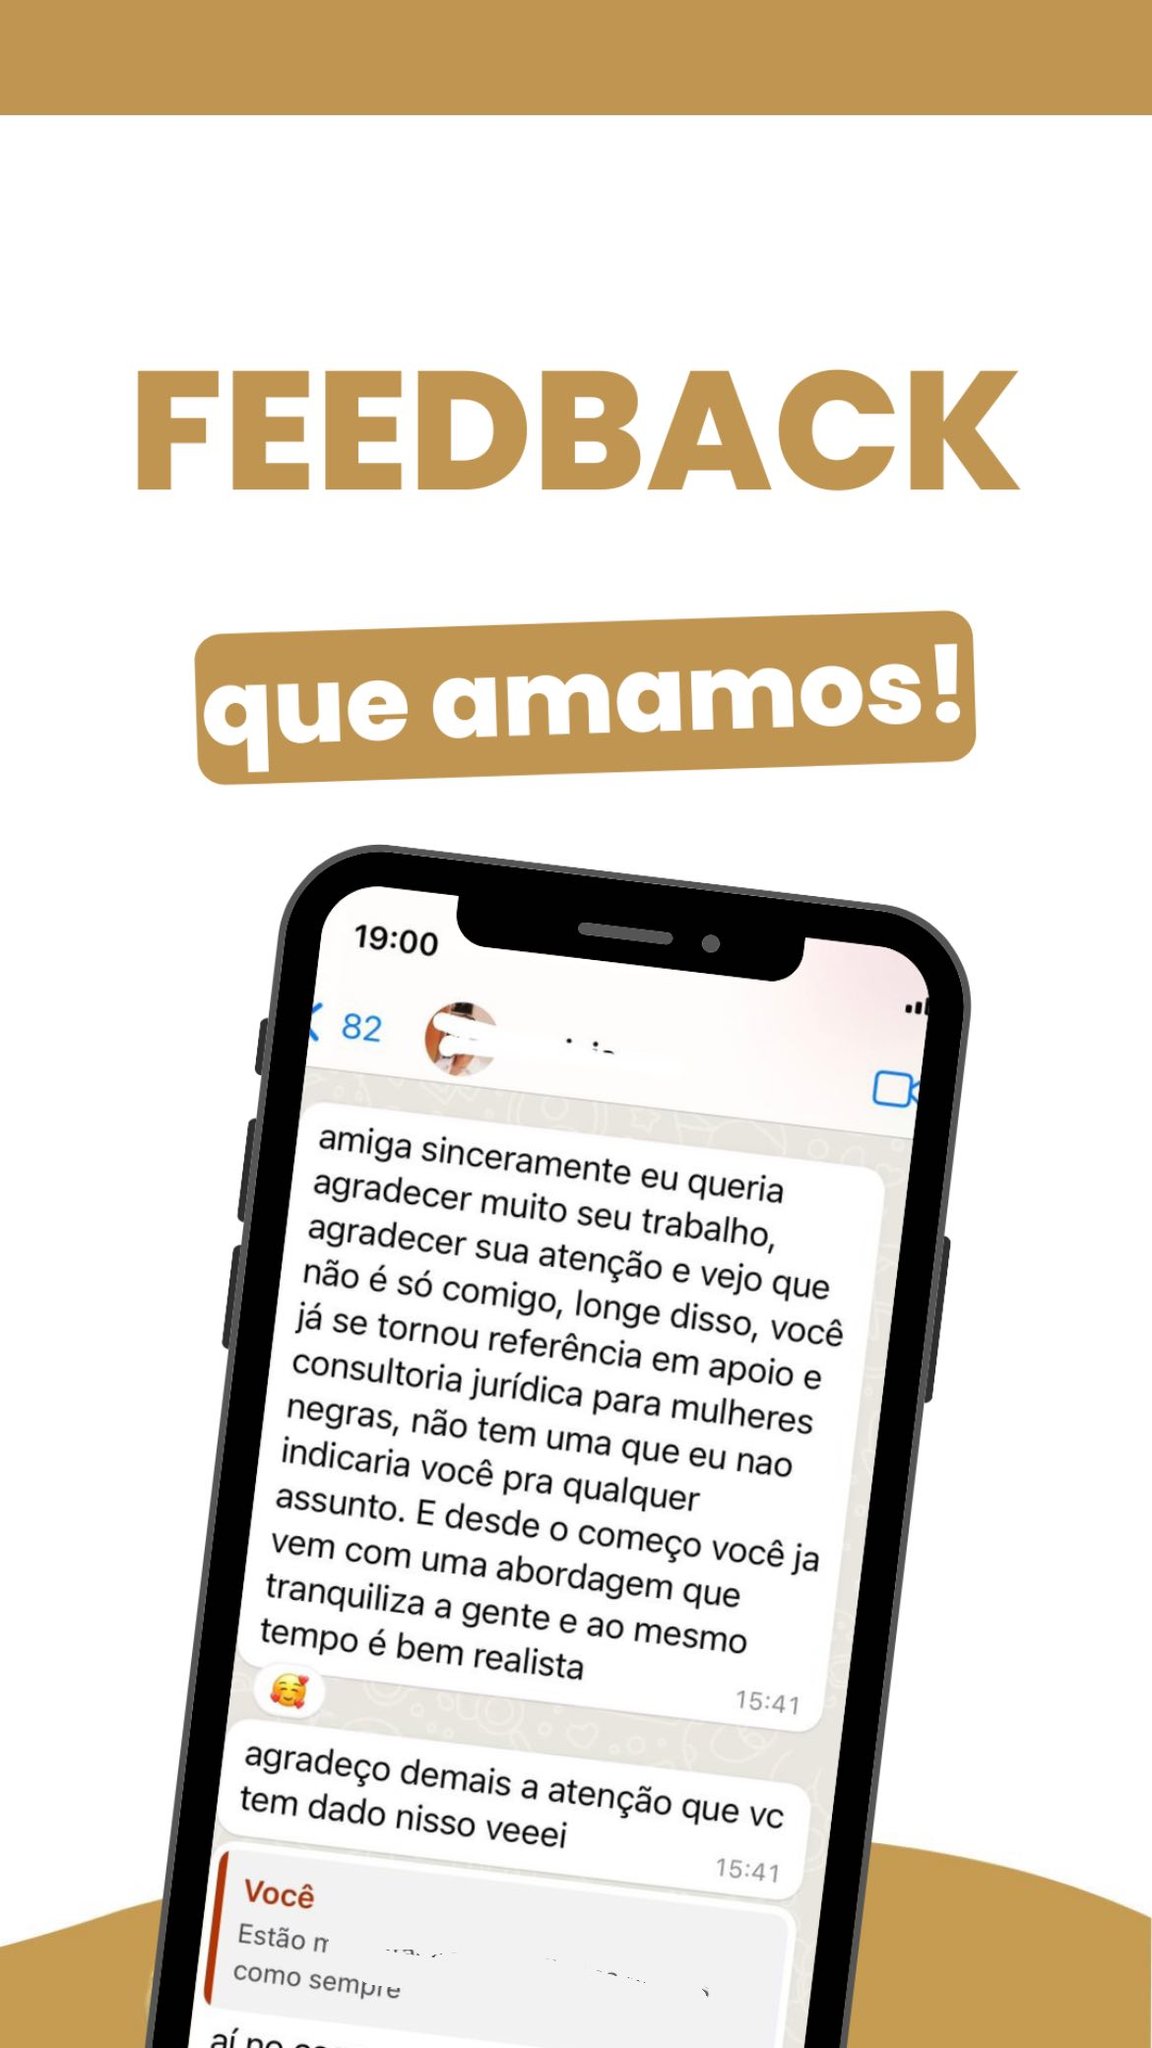 FEEDBACK
que amamos!
19:00
82
amiga sinceramente eu queria
agradecer muito seu trabalho,
agradecer sua atenção e vejo que
não é só comigo, longe disso, você
já se tornou referência em apoio e
consultoria jurídica para mulheres
negras, não tem uma que eu nao
indicaria você pra qualquer
assunto. E desde o começo você ja
vem com uma abordagem que
tranquiliza a gente e ao mesmo
tempo é bem realista
15:41
🥰
agradeço demais a atenção que vc
tem dado nisso veeei
15:41
Você
Estão
como sempre
aí no